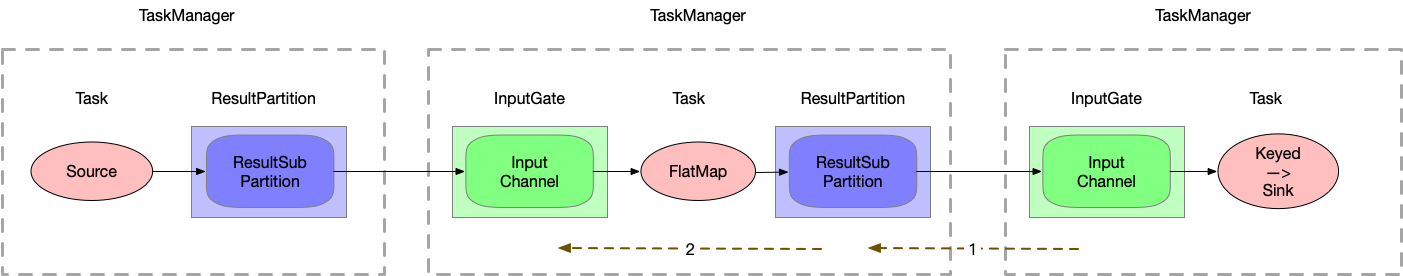 TaskManager
TaskManager
TaskManager
Task
ResultPartition
InputGate
Task
ResultPartition
InputGate
Task
Source
ResultSub
Partition
Input
Channel
FlatMap
ResultSub
Partition
Input
Channel
Keyed
—>
Sink
2
1